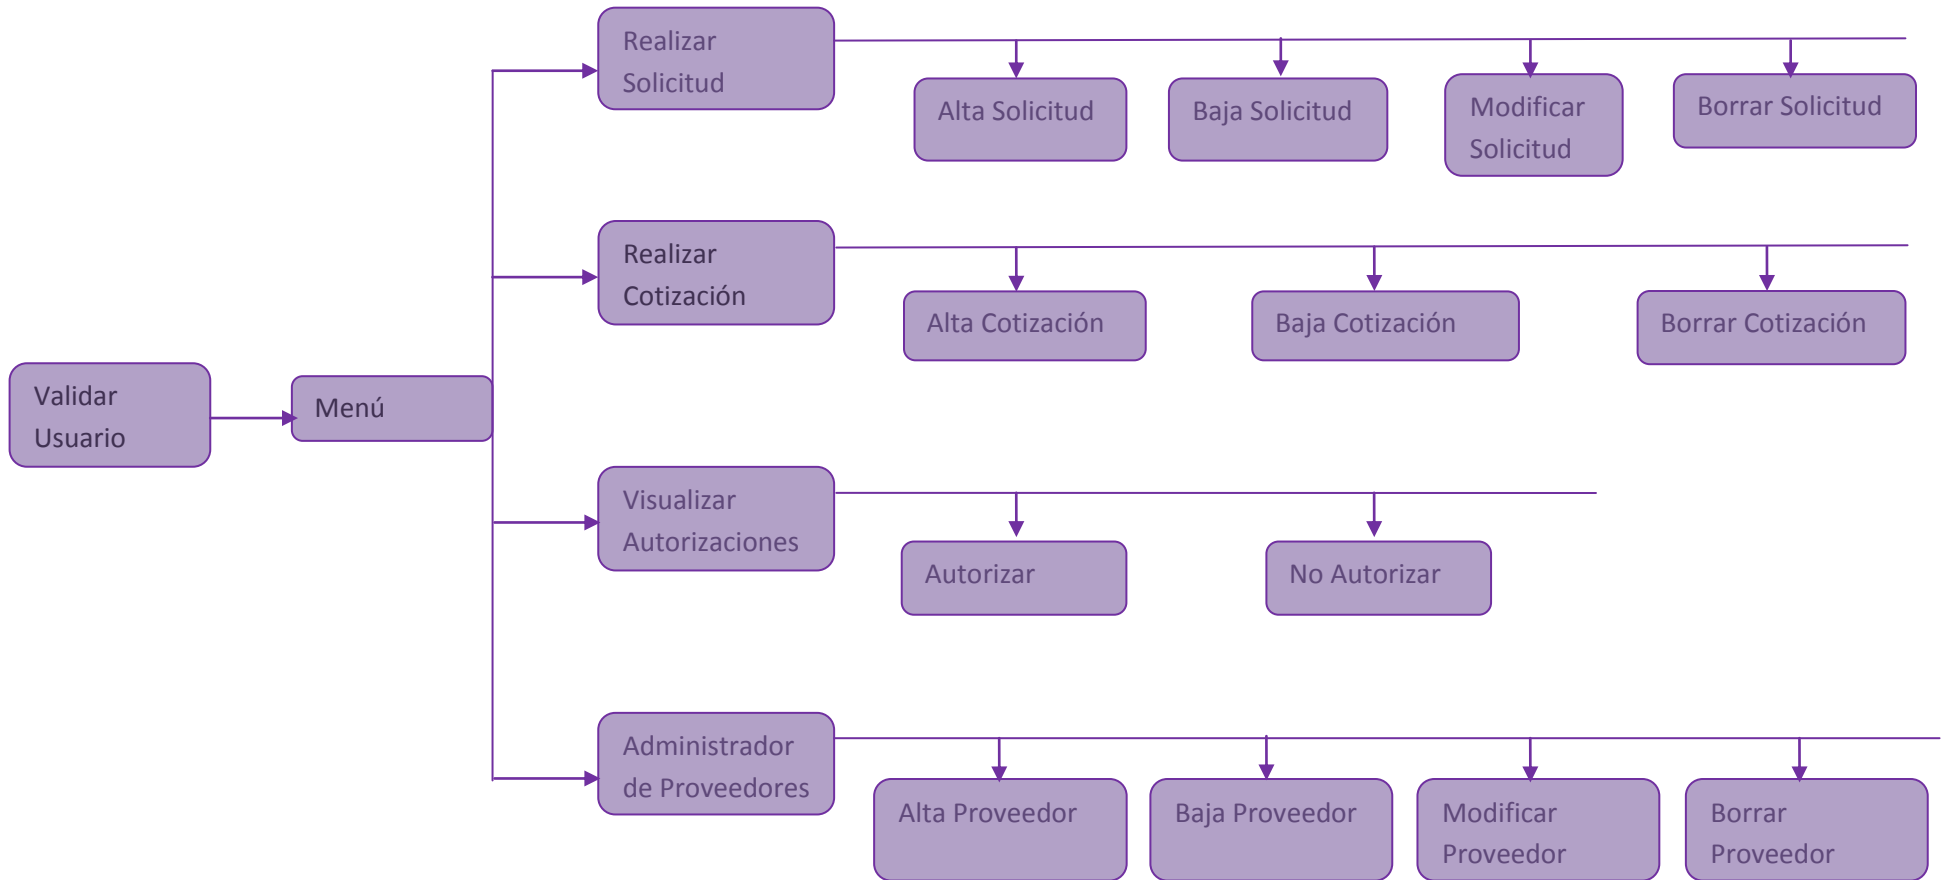 Realizar
Solicitud
Alta Solicitud
Baja Solicitud
Modificar
Solicitud
Borrar Solicitud
Realizar
Cotización
Alta Cotización
Baja Cotización
Borrar Cotización
Validar
Usuario
Menú
Visualizar
Autorizaciones
Autorizar
No Autorizar
Administrador
de Proveedores
Alta Proveedor
Baja Proveedor
Modificar
Proveedor
Borrar
Proveedor